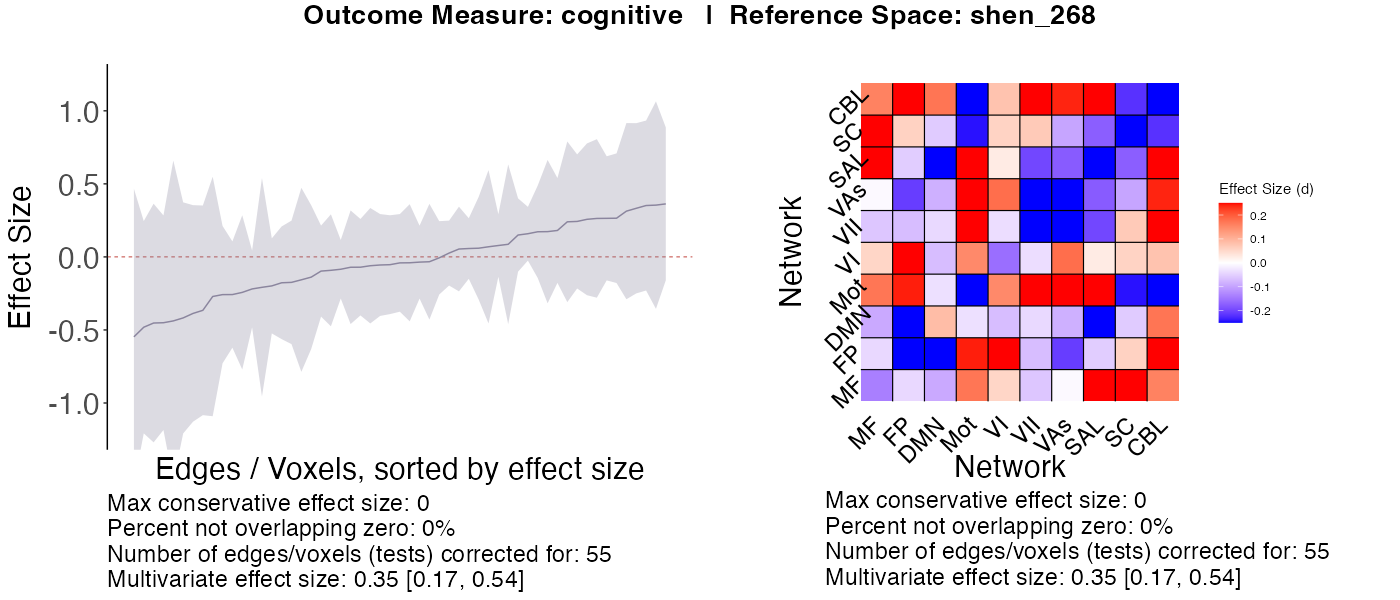 Outcome Measure: cognitive | Reference Space: shen_268
Effect Size
1.0
0.5
0.0
-0.5
-1.0
Edges / Voxels, sorted by effect size
Max conservative effect size: 0
Percent not overlapping zero: 0%
Number of edges/voxels (tests) corrected for: 55
Multivariate effect size: 0.35 [0.17, 0.54]
Network
CBL
SC
SAL
VAs
VII
VI
Mot
DMN
FP
MF
MF
FP
DMN
Mot
VI
VII
VAs
SAL
SC
CBL
Network
Effect Size (d)
0.2
0.1
0.0
-0.1
-0.2
Max conservative effect size: 0
Percent not overlapping zero: 0%
Number of edges/voxels (tests) corrected for: 55
Multivariate effect size: 0.35 [0.17, 0.54]